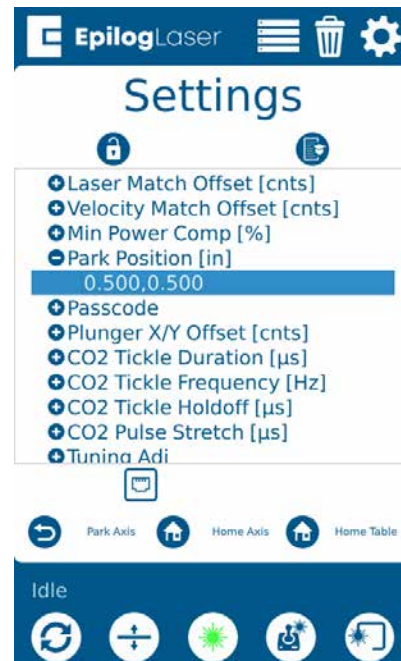 EpilogLaser
Settings
Laser Match Offset [cnts]
Velocity Match Offset [cnts]
Min Power Comp [%]
Park Position [in]
0.500,0.500
Passcode
Plunger X/Y Offset [cnts]
CO2 Tickle Duration [µs]
CO2 Tickle Frequency [Hz]
CO2 Tickle Holdoff [µs]
CO2 Pulse Stretch [µs]
Tuning Adj
Park Axis Home Axis Home Table
Idle